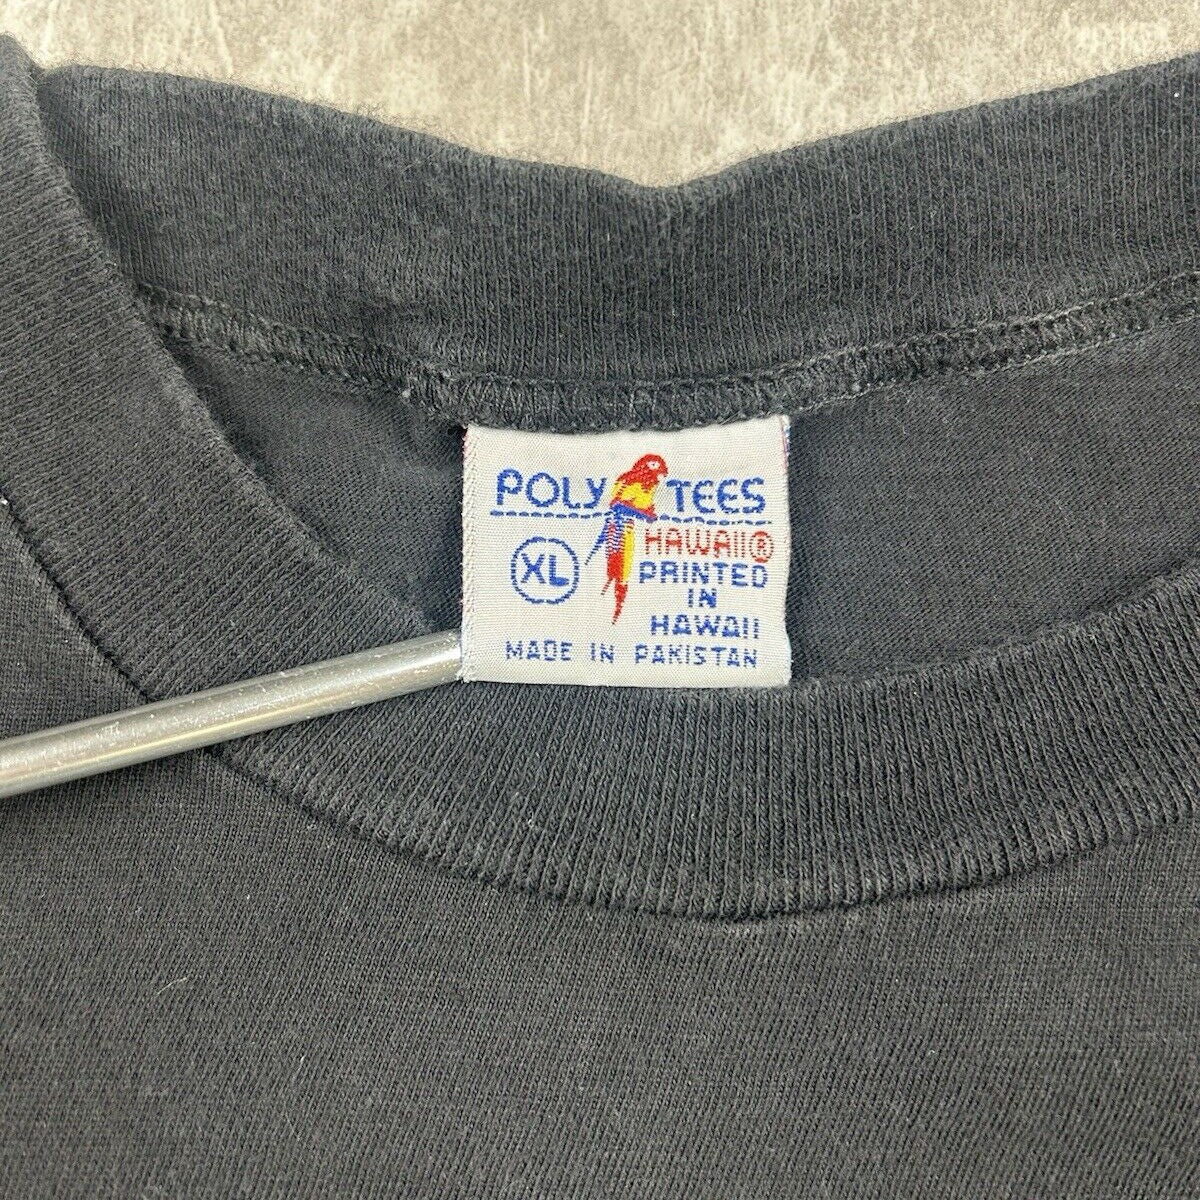 POLY TEES
HAWAII®
XL
PRINTED
IN
HAWAII
MADE IN PAKISTAN